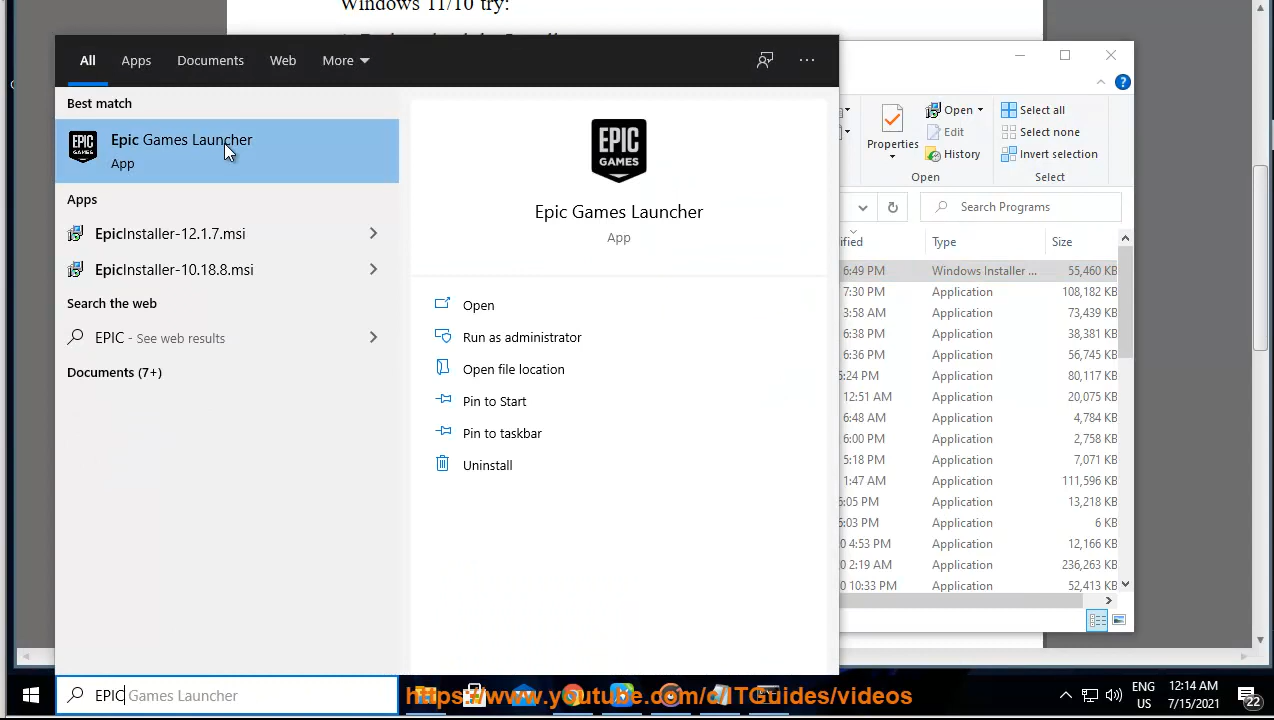 Windows 11/10 try:
All Apps Documents Web More
Best match
Epic Games Launcher
App
Apps
EpicInstaller-12.1.7.msi
EpicInstaller-10.18.8.msi
Search the web
EPIC - See web results
Documents (7+)
EPIC Games Launcher
EPIC
GAMES
EPIC
GAMES
Epic Games Launcher
App
Open
Run as administrator
Open file location
Pin to Start
Pin to taskbar
Uninstall
Properties
Open
Edit
History
Open
Select all
Select none
Invert selection
Select
Search Programs
ified Type Size
6:49 PM Windows Installer ... 55,460 KB
7:30 PM Application 108,182 KB
3:58 AM Application 73,439 KB
6:38 PM Application 38,381 KB
6:36 PM Application 56,745 KB
5:24 PM Application 80,117 KB
12:51 AM Application 20,075 KB
6:48 AM Application 4,784 KB
6:00 PM Application 2,758 KB
5:18 PM Application 7,071 KB
1:47 AM Application 111,596 KB
6:05 PM Application 13,218 KB
6:03 PM Application 6 KB
0 4:53 PM Application 12,166 KB
0 2:19 AM Application 236,263 KB
0 10:33 PM Application 52,413 KB
https://www.youtube.com/c/ITGuides/videos
ENG
US
12:14 AM
7/15/2021
22